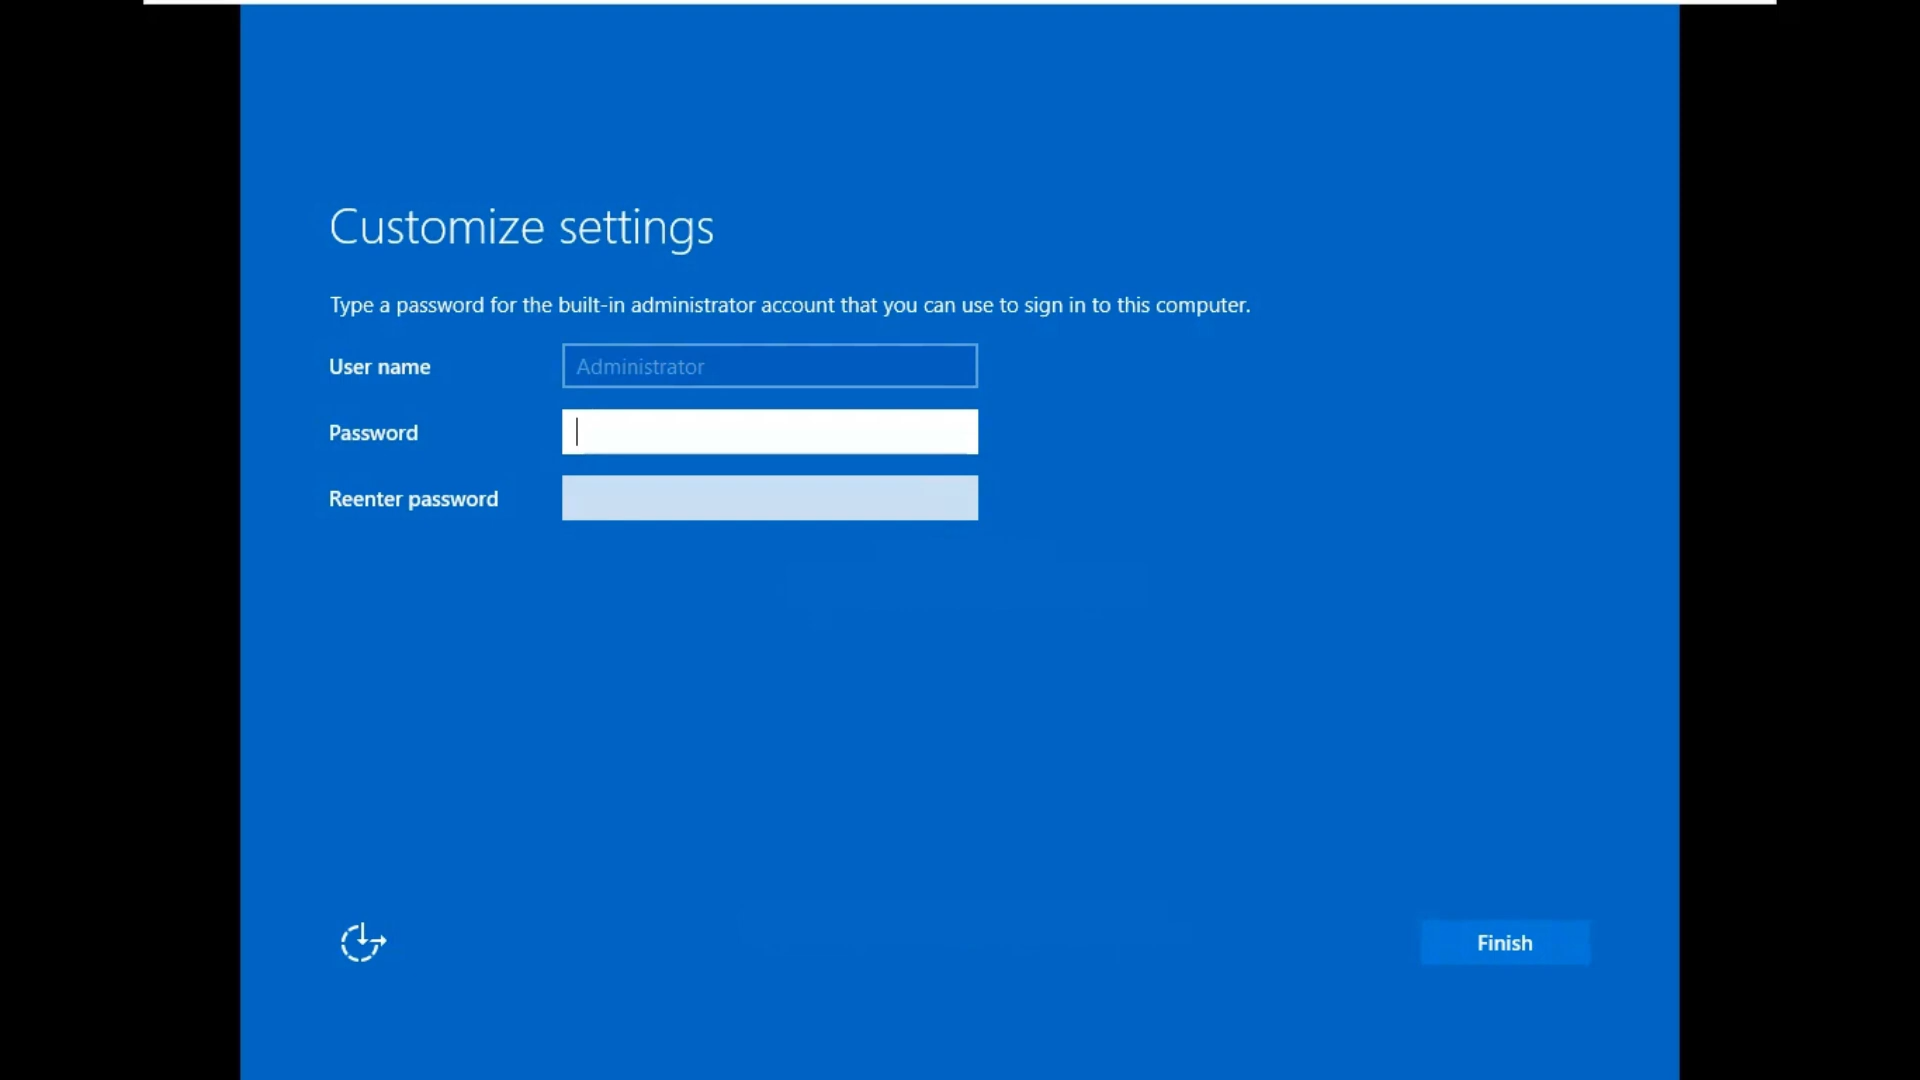 Customize settings
Type a password for the built-in administrator account that you can use to sign in to this computer.
User name
Administrator
Password
Reenter password
Finish